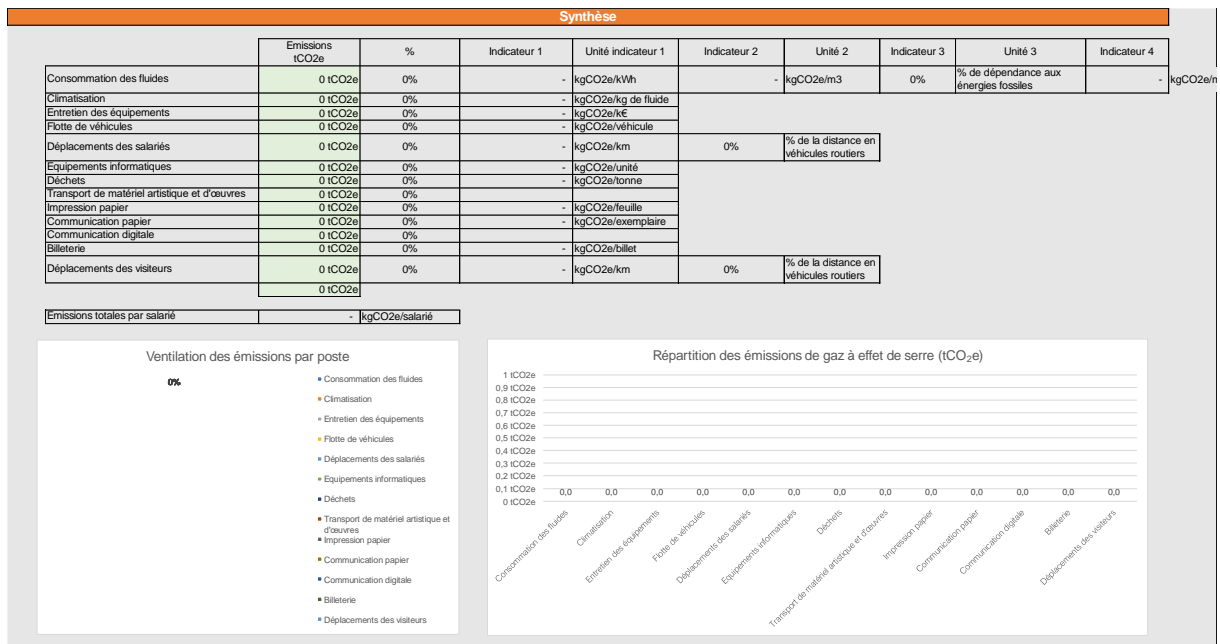 Synthèse
Emissions tCO2e % Indicateur 1 Unité indicateur 1 Indicateur 2 Unité 2 Indicateur 3 Unité 3 Indicateur 4
Consommation des fluides 0 tCO2e 0% - kgCO2e/kWh - kgCO2e/m3 0% % de dépendance aux énergies fossiles - kgCO2e/m
Climatisation 0 tCO2e 0% - kgCO2e/kg de fluide
Entretien des équipements 0 tCO2e 0% - kgCO2e/k€
Flotte de véhicules 0 tCO2e 0% - kgCO2e/véhicule
Déplacements des salariés 0 tCO2e 0% - kgCO2e/km 0% % de la distance en véhicules routiers
Equipements informatiques 0 tCO2e 0% - kgCO2e/unité
Déchets 0 tCO2e 0% - kgCO2e/tonne
Transport de matériel artistique et d'œuvres 0 tCO2e 0%
Impression papier 0 tCO2e 0% - kgCO2e/feuille
Communication papier 0 tCO2e 0% - kgCO2e/exemplaire
Communication digitale 0 tCO2e 0%
Billeterie 0 tCO2e 0% - kgCO2e/billet
Déplacements des visiteurs 0 tCO2e 0% - kgCO2e/km 0% % de la distance en véhicules routiers
0 tCO2e
Emissions totales par salarié - kgCO2e/salarié
Ventilation des émissions par poste
0%
Consommation des fluides
Climatisation
Entretien des équipements
Flotte de véhicules
Déplacements des salariés
Equipements informatiques
Déchets
Transport de matériel artistique et
d'œuvres
Impression papier
Communication papier
Communication digitale
Billeterie
Déplacements des visiteurs
Répartition des émissions de gaz à effet de serre (tCO₂e)
1 tCO2e
0,9 tCO2e
0,8 tCO2e
0,7 tCO2e
0,6 tCO2e
0,5 tCO2e
0,4 tCO2e
0,3 tCO2e
0,2 tCO2e
0,1 tCO2e
0 tCO2e
0,0 0,0 0,0 0,0 0,0 0,0 0,0 0,0 0,0 0,0 0,0 0,0 0,0
Consommation des fluides
Climatisation
Entretien des équipements
Flotte de véhicules
Déplacements des salariés
Equipements informatiques
Déchets
Transport de matériel artistique et d'œuvres
Impression papier
Communication papier
Communication digitale
Billeterie
Déplacements des visiteurs